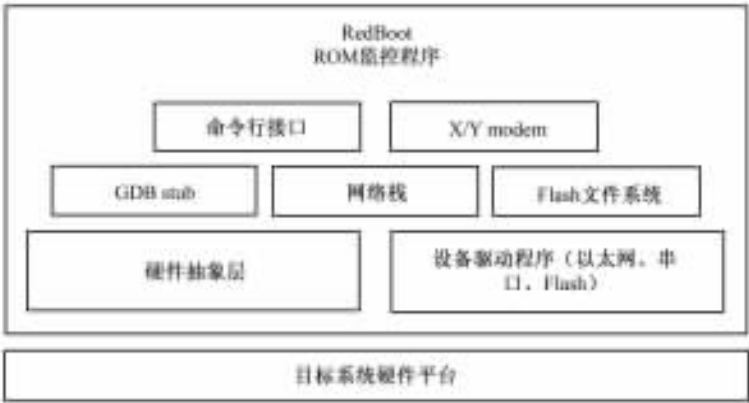 RedBoot
ROM监控程序
命令行接口
X/Y modem
GDB stub
网络栈
Flash文件系统
硬件抽象层
设备驱动程序（以太网、串
口、Flash）
目标系统硬件平台